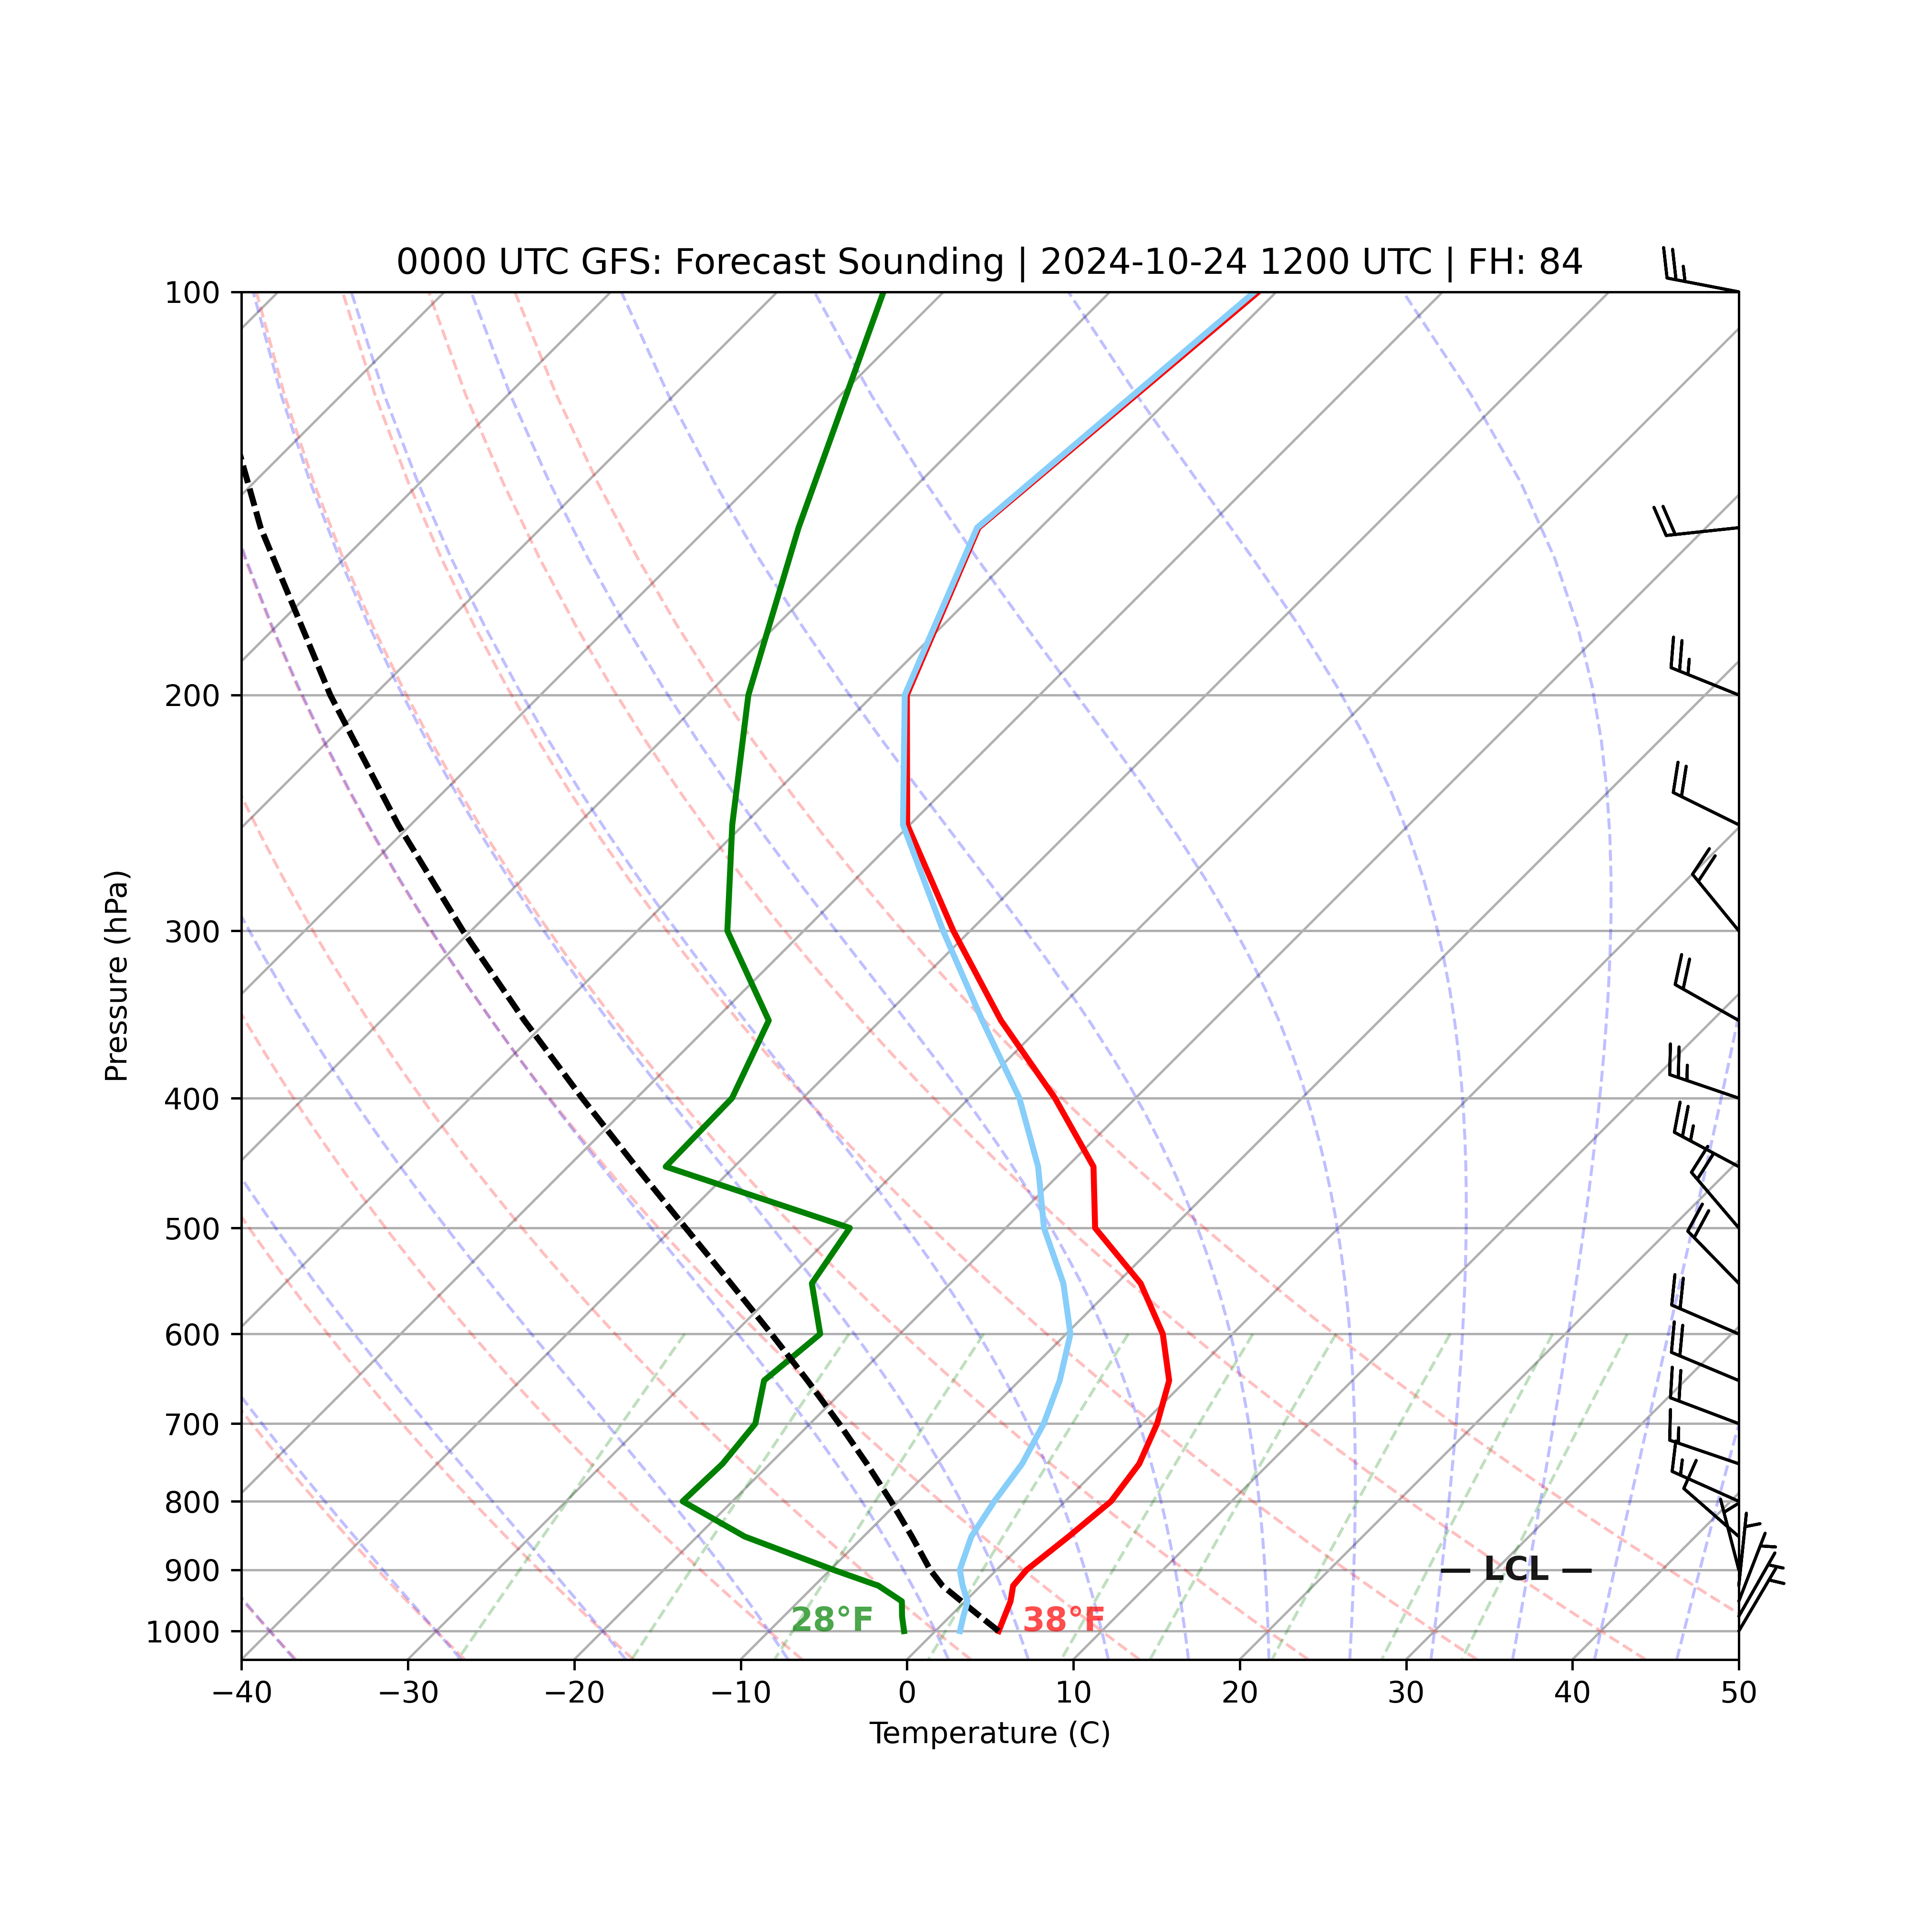 0000 UTC GFS: Forecast Sounding | 2024-10-24 1200 UTC | FH: 84
100
200
300
400
500
600
700
800
900
1000
Pressure (hPa)
— LCL —
28°F
38°F
−40 −30 −20 −10 0 10 20 30 40 50
Temperature (C)